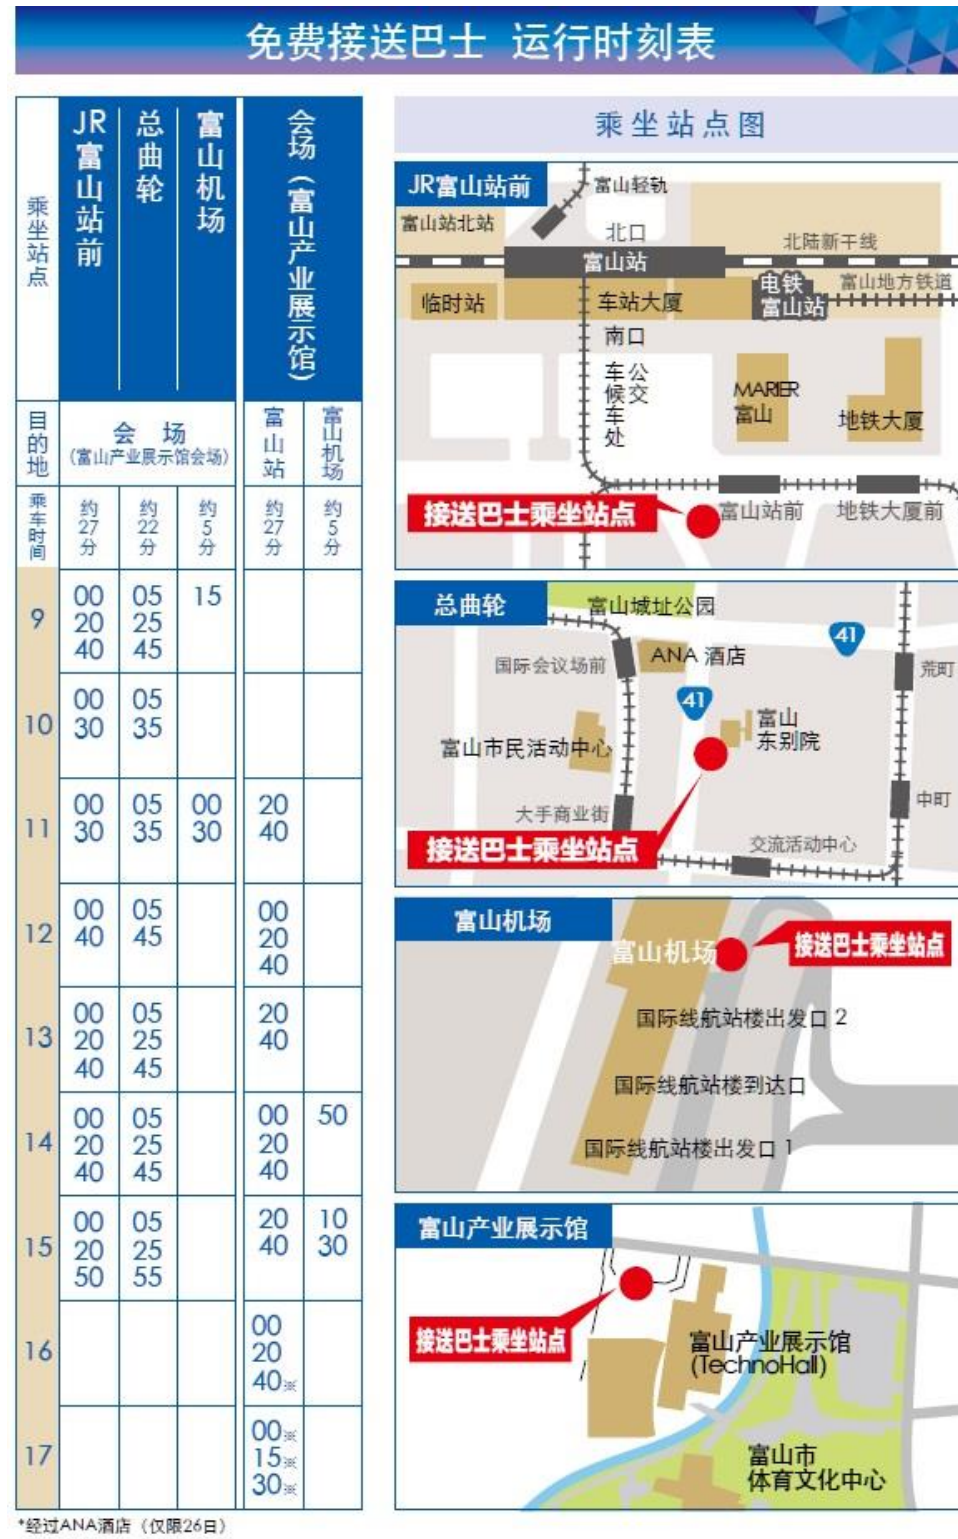 免费接送巴士 运行时刻表
乘坐站点
JR富山站前
总曲轮
富山机场
会场（富山产业展示馆）
目的地
会 场
（富山产业展示馆会场）
富山站
富山机场
乘车时间
约27分
约22分
约5分
约27分
约5分
9
00 05 15
20 25
40 45
10
00 05
30 35
11
00 05 00 20
30 35 30 40
12
00 05 00
40 45 20
40
13
00 05 20
20 25 40
40 45
14
00 05 00 50
20 25 20
40 45 40
15
00 05 20 10
20 25 40 30
50 55
16
00
20
40※
17
00※
15※
30※
*经过ANA酒店（仅限26日）
乘坐站点图
JR富山站前
富山轻轨
富山站北站
北口
北陆新干线
富山站
电铁
富山站
富山地方铁道
临时站
车站大厦
南口
公交
车候车处
MARIER
富山
地铁大厦
接送巴士乘坐站点
富山站前
地铁大厦前
总曲轮
富山城址公园
41
国际会议场前
ANA 酒店
荒町
41
富山
东别院
富山市民活动中心
大手商业街
中町
接送巴士乘坐站点
交流活动中心
富山机场
富山机场
接送巴士乘坐站点
国际线航站楼出发口 2
国际线航站楼到达口
国际线航站楼出发口 1
富山产业展示馆
接送巴士乘坐站点
富山产业展示馆
(TechnoHall)
富山市
体育文化中心